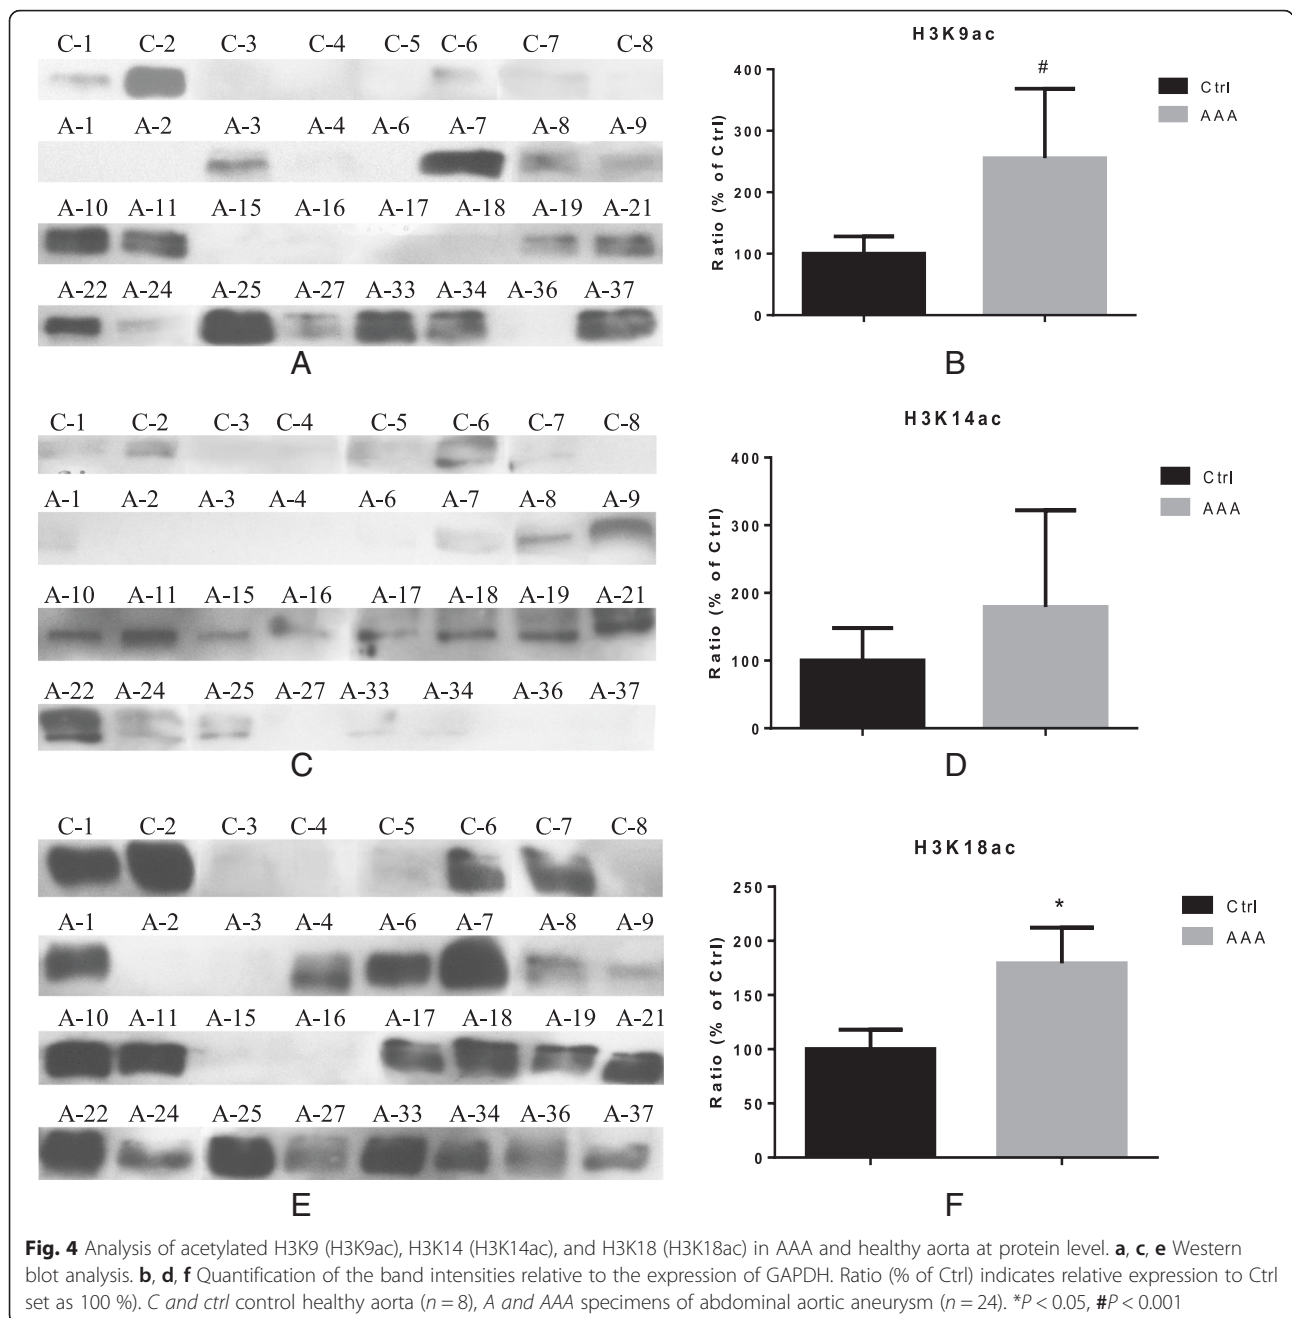 C-1 C-2 C-3 C-4 C-5 C-6 C-7 C-8
A-1 A-2 A-3 A-4 A-6 A-7 A-8 A-9
A-10 A-11 A-15 A-16 A-17 A-18 A-19 A-21
A-22 A-24 A-25 A-27 A-33 A-34 A-36 A-37
A
H3K9ac
Ratio (% of Ctrl)
400
300
200
100
0
#
Ctrl
AAA
B
C-1 C-2 C-3 C-4 C-5 C-6 C-7 C-8
A-1 A-2 A-3 A-4 A-6 A-7 A-8 A-9
A-10 A-11 A-15 A-16 A-17 A-18 A-19 A-21
A-22 A-24 A-25 A-27 A-33 A-34 A-36 A-37
C
H3K14ac
Ratio (% of Ctrl)
400
300
200
100
0
Ctrl
AAA
D
C-1 C-2 C-3 C-4 C-5 C-6 C-7 C-8
A-1 A-2 A-3 A-4 A-6 A-7 A-8 A-9
A-10 A-11 A-15 A-16 A-17 A-18 A-19 A-21
A-22 A-24 A-25 A-27 A-33 A-34 A-36 A-37
E
H3K18ac
Ratio (% of Ctrl)
250
200
150
100
50
0
*
Ctrl
AAA
F
Fig. 4 Analysis of acetylated H3K9 (H3K9ac), H3K14 (H3K14ac), and H3K18 (H3K18ac) in AAA and healthy aorta at protein level. a, c, e Western
blot analysis. b, d, f Quantification of the band intensities relative to the expression of GAPDH. Ratio (% of Ctrl) indicates relative expression to Ctrl
set as 100 %). C and ctrl control healthy aorta (n = 8), A and AAA specimens of abdominal aortic aneurysm (n = 24). *P < 0.05, #P < 0.001